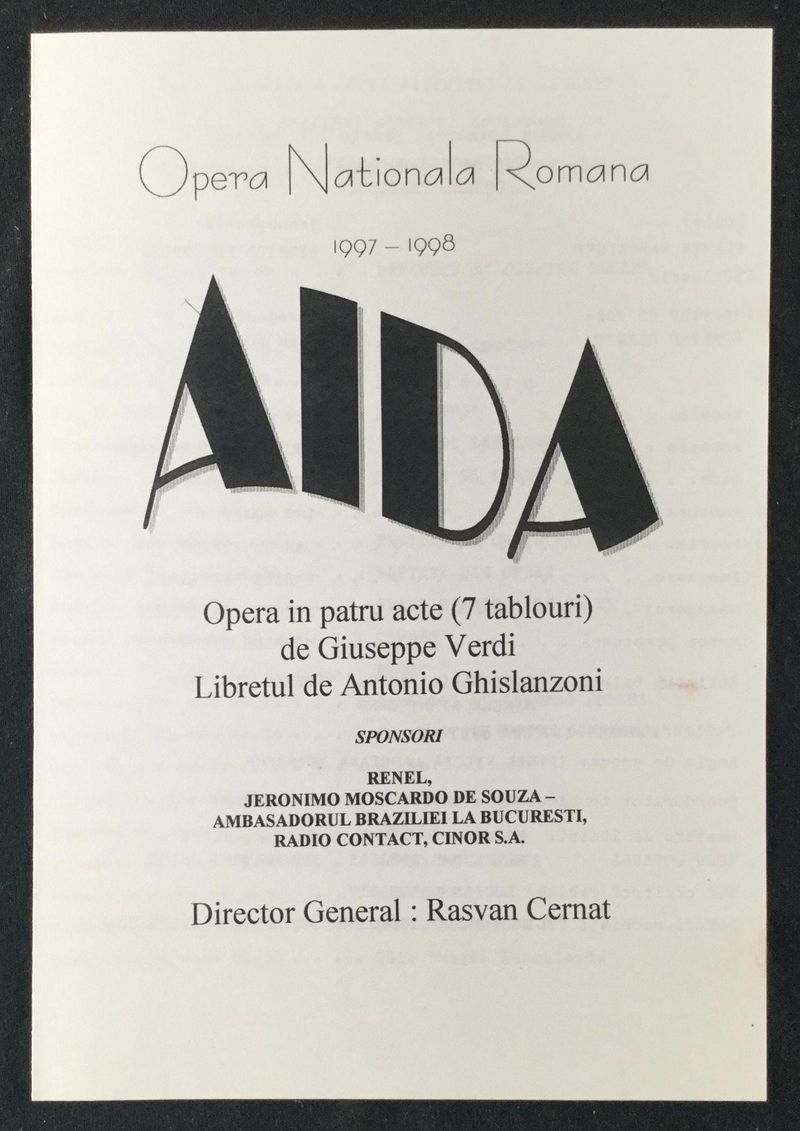 Opera Nationala Romana
1997 – 1998
AIDA
Opera in patru acte (7 tablouri)
de Giuseppe Verdi
Libretul de Antonio Ghislanzoni
SPONSORI
RENEL,
JERONIMO MOSCARDO DE SOUZA –
AMBASADORUL BRAZILIEI LA BUCURESTI,
RADIO CONTACT, CINOR S.A.
Director General : Rasvan Cernat